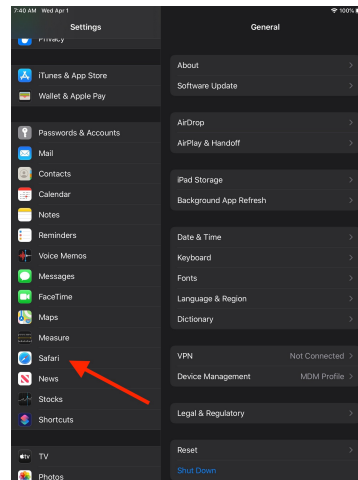 7:40 AM Wed Apr 1
100%
Settings
General
Privacy
iTunes & App Store
Wallet & Apple Pay
Passwords & Accounts
Mail
Contacts
Calendar
Notes
Reminders
Voice Memos
Messages
FaceTime
Maps
Measure
Safari
News
Stocks
Shortcuts
TV
Photos
About
Software Update
AirDrop
AirPlay & Handoff
iPad Storage
Background App Refresh
Date & Time
Keyboard
Fonts
Language & Region
Dictionary
VPN Not Connected
Device Management MDM Profile
Legal & Regulatory
Reset
Shut Down